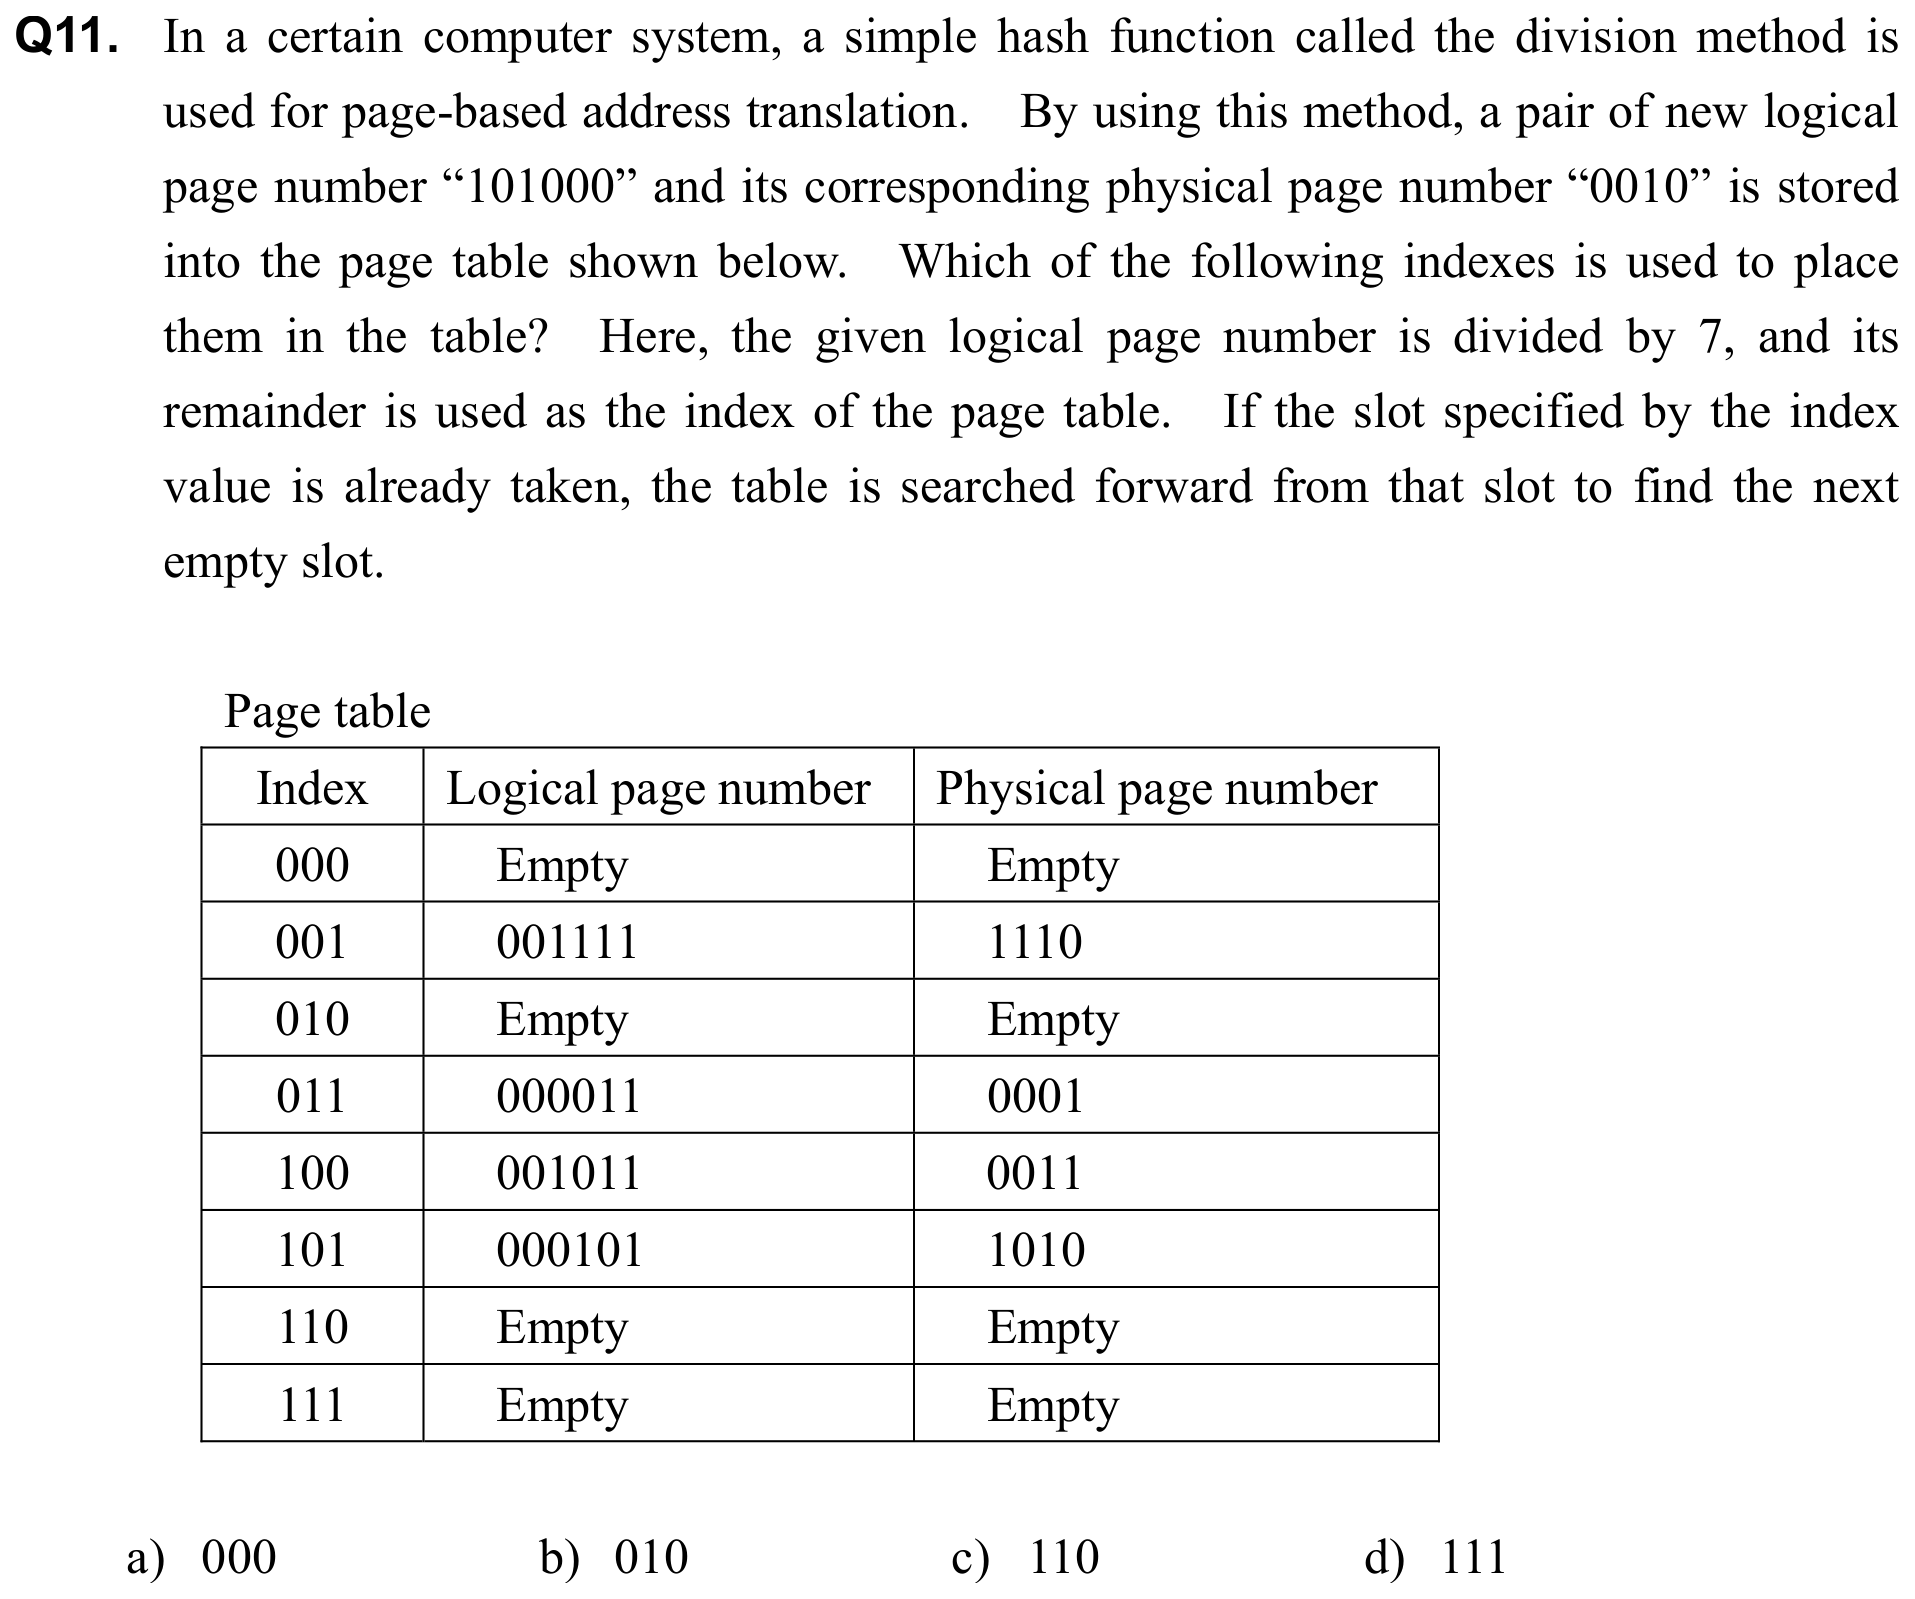 Q11. In a certain computer system, a simple hash function called the division method is
used for page-based address translation. By using this method, a pair of new logical
page number “101000” and its corresponding physical page number “0010” is stored
into the page table shown below. Which of the following indexes is used to place
them in the table? Here, the given logical page number is divided by 7, and its
remainder is used as the index of the page table. If the slot specified by the index
value is already taken, the table is searched forward from that slot to find the next
empty slot.
Page table
Index Logical page number Physical page number
000 Empty Empty
001 001111 1110
010 Empty Empty
011 000011 0001
100 001011 0011
101 000101 1010
110 Empty Empty
111 Empty Empty
a) 000 b) 010 c) 110 d) 111